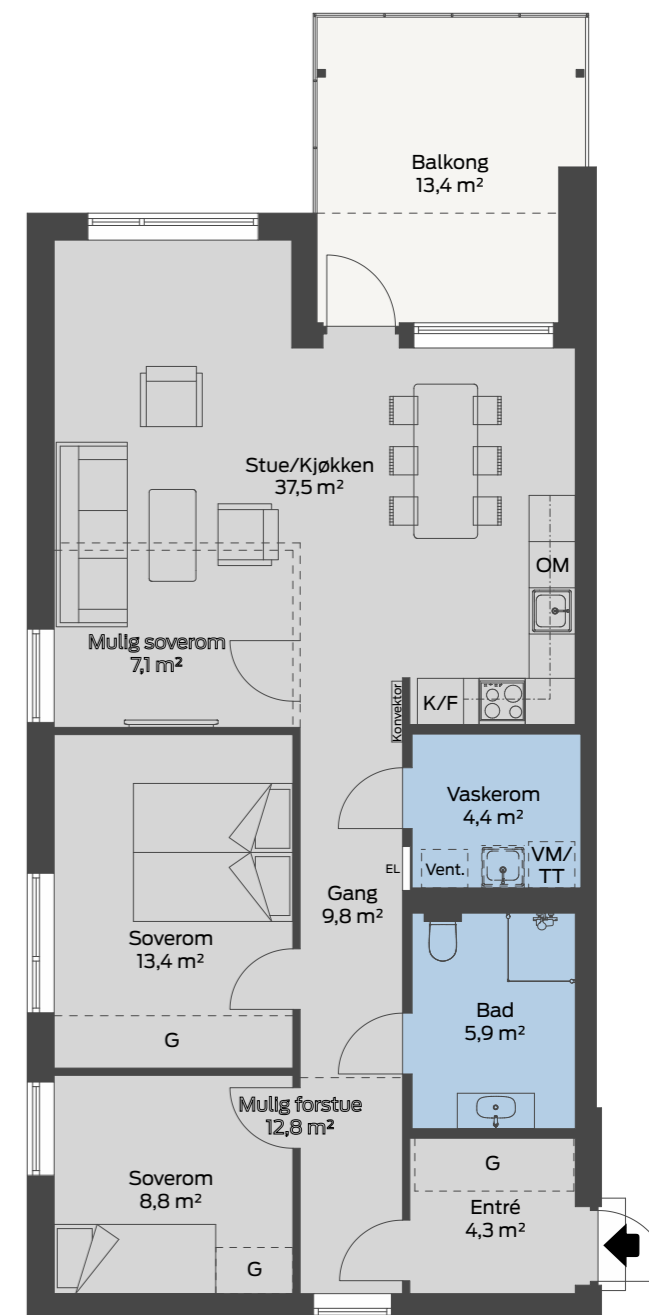 Balkong
13,4 m²
Stue/Kjøkken
37,5 m²
OM
Mulig soverom
7,1 m²
K/F
Konvektor
Vaskerom
4,4 m²
EL
Vent.
VM/
TT
Gang
9,8 m²
Soverom
13,4 m²
G
Bad
5,9 m²
Mulig forstue
12,8 m²
Soverom
8,8 m²
G
G
Entré
4,3 m²